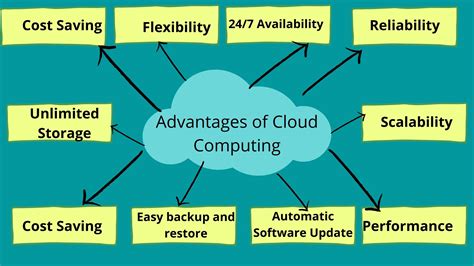 Cost Saving
Flexibility
24/7 Availability
Reliability
Unlimited
Storage
Advantages of Cloud
Computing
Scalability
Cost Saving
Easy backup and
restore
Automatic
Software Update
Performance